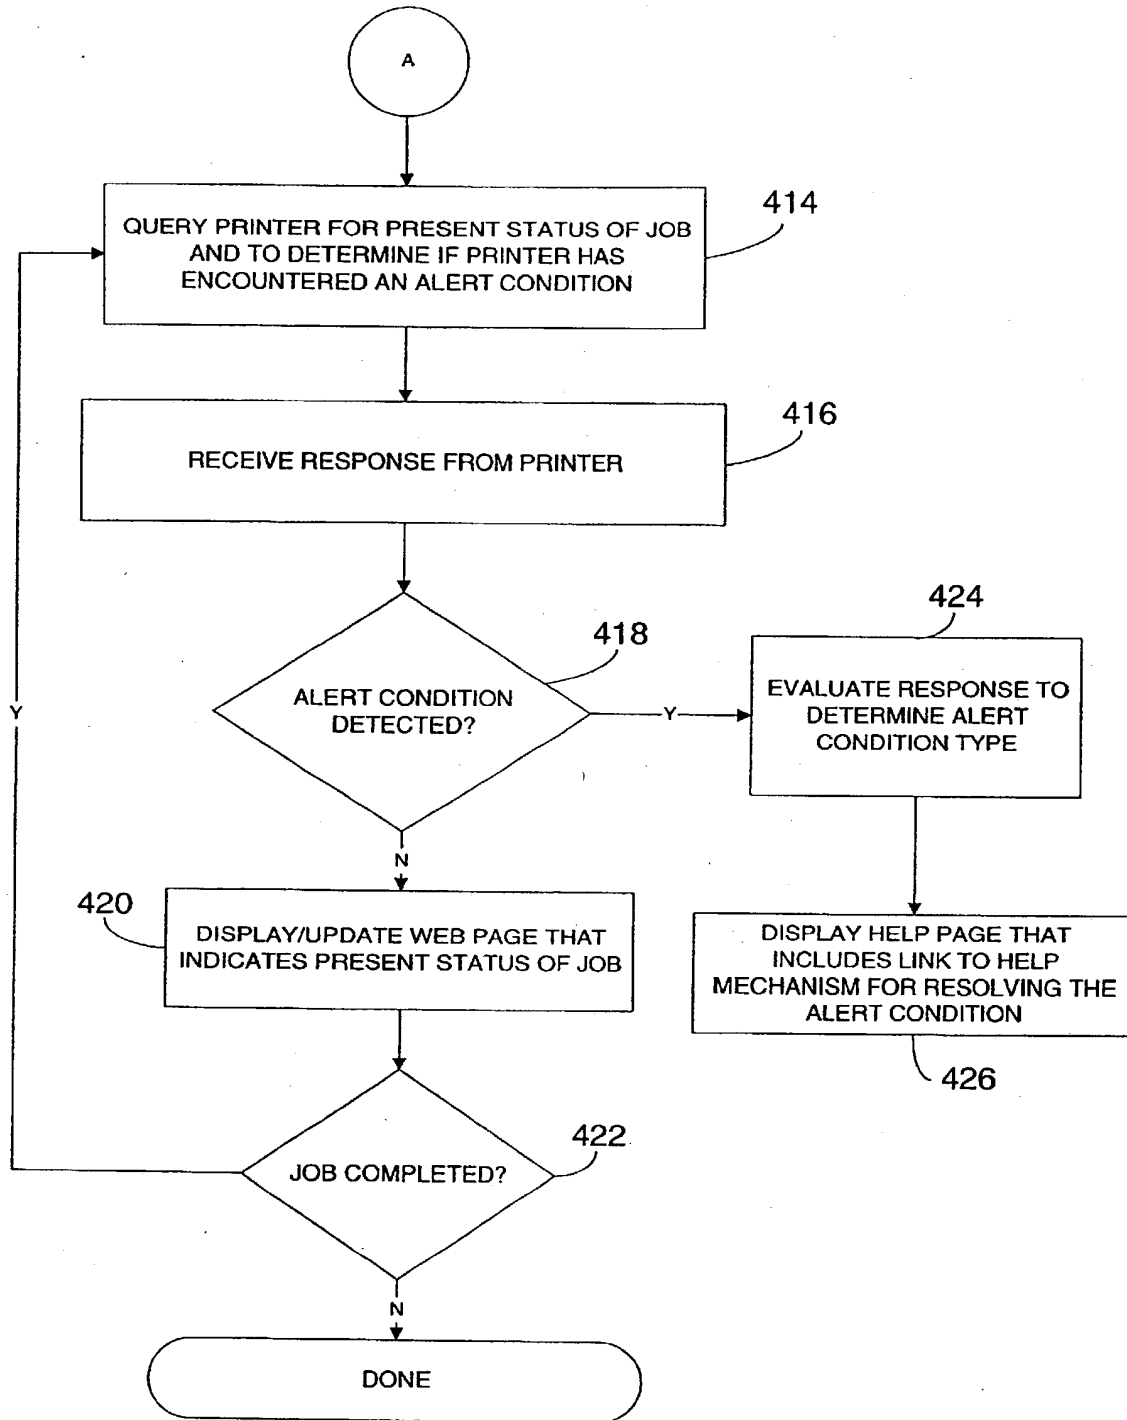 A
QUERY PRINTER FOR PRESENT STATUS OF JOB
AND TO DETERMINE IF PRINTER HAS
ENCOUNTERED AN ALERT CONDITION
414
RECEIVE RESPONSE FROM PRINTER
416
ALERT CONDITION
DETECTED?
418
Y
424
EVALUATE RESPONSE TO
DETERMINE ALERT
CONDITION TYPE
Y
N
420
DISPLAY/UPDATE WEB PAGE THAT
INDICATES PRESENT STATUS OF JOB
DISPLAY HELP PAGE THAT
INCLUDES LINK TO HELP
MECHANISM FOR RESOLVING THE
ALERT CONDITION
426
JOB COMPLETED?
422
N
DONE